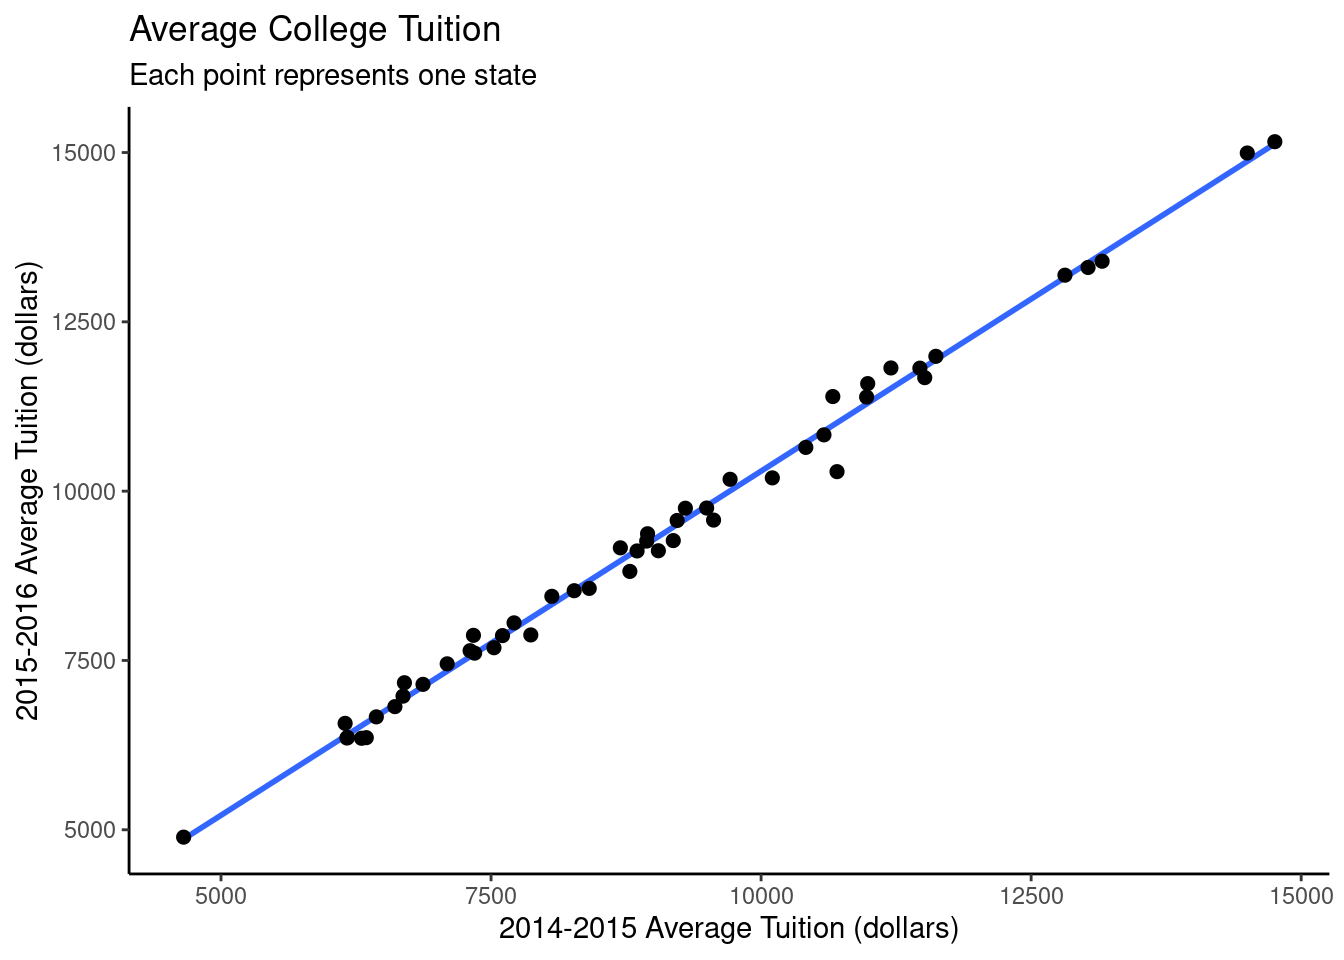 Average College Tuition
Each point represents one state
2015-2016 Average Tuition (dollars)
15000
12500
10000
7500
5000
5000 7500 10000 12500 15000
2014-2015 Average Tuition (dollars)